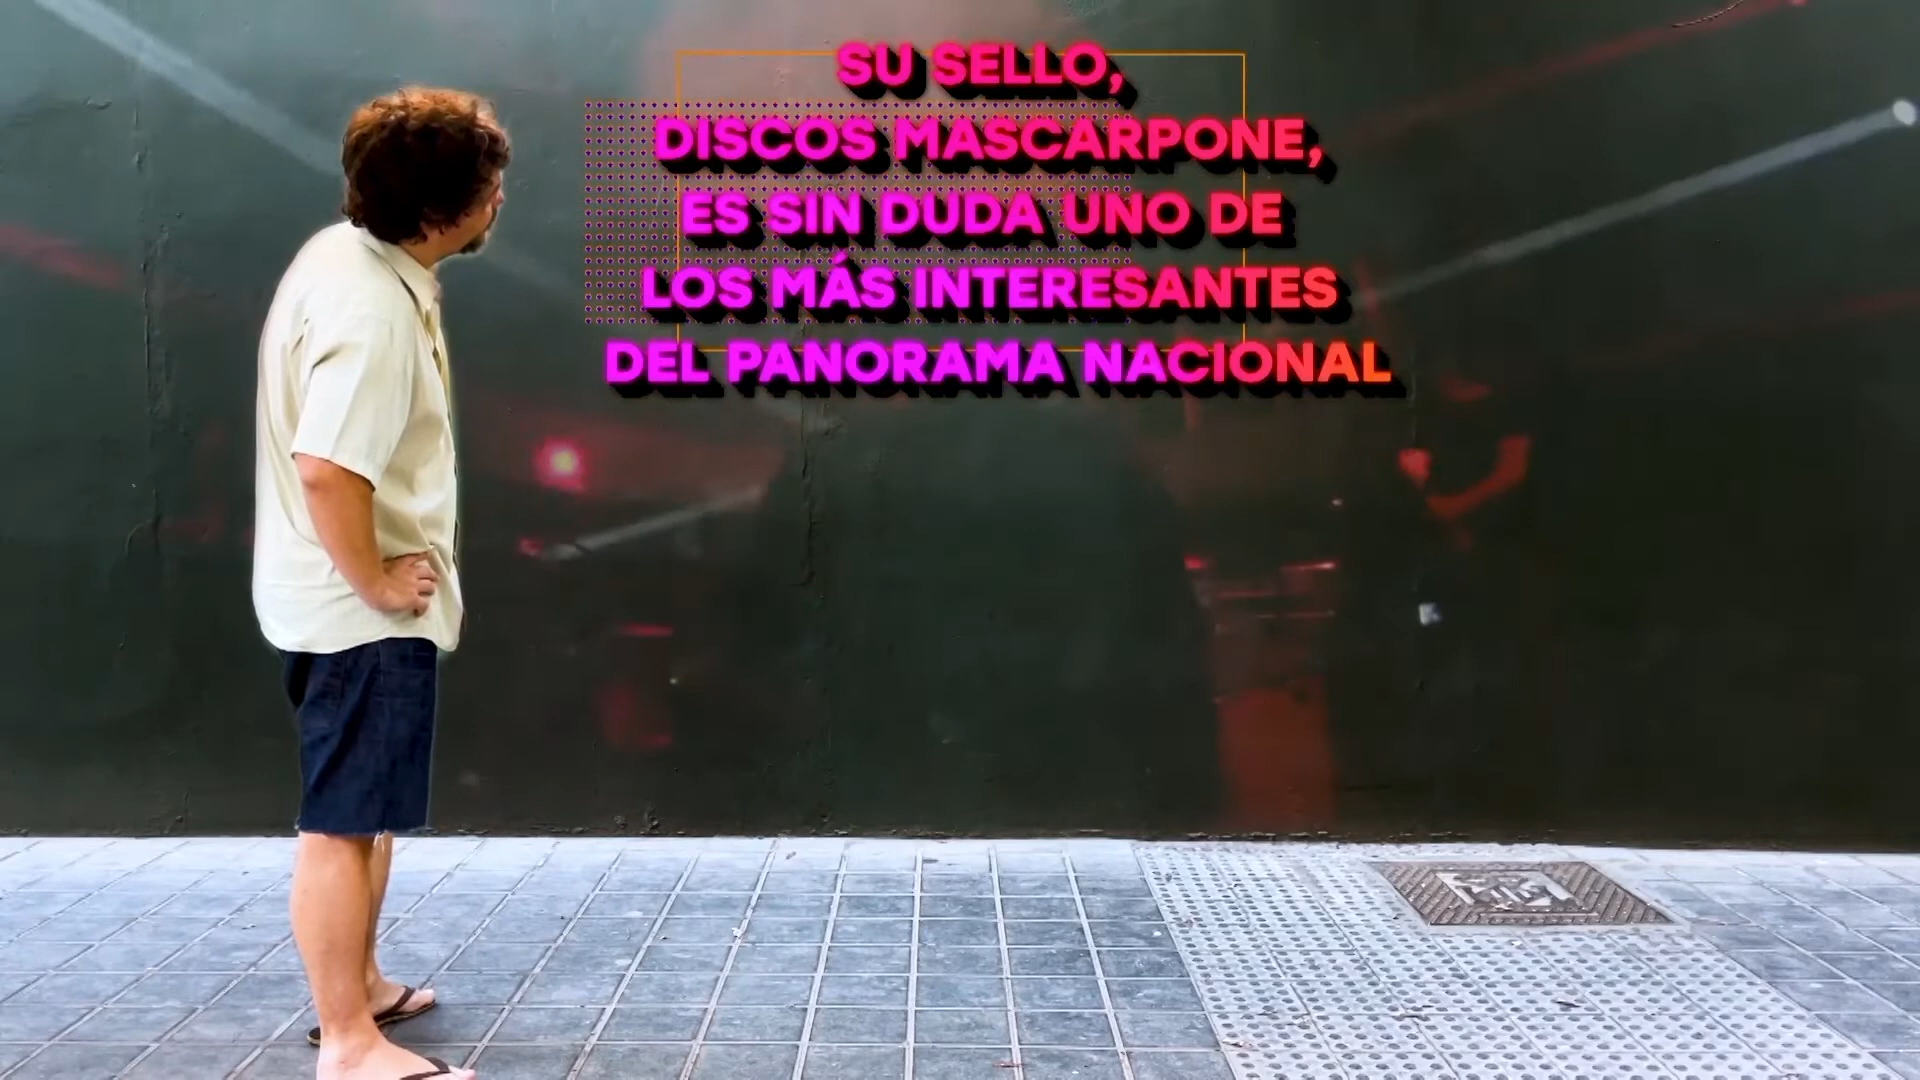 SU SELLO,
DISCOS MASCARPONE,
ES SIN DUDA UNO DE
LOS MÁS INTERESANTES
DEL PANORAMA NACIONAL